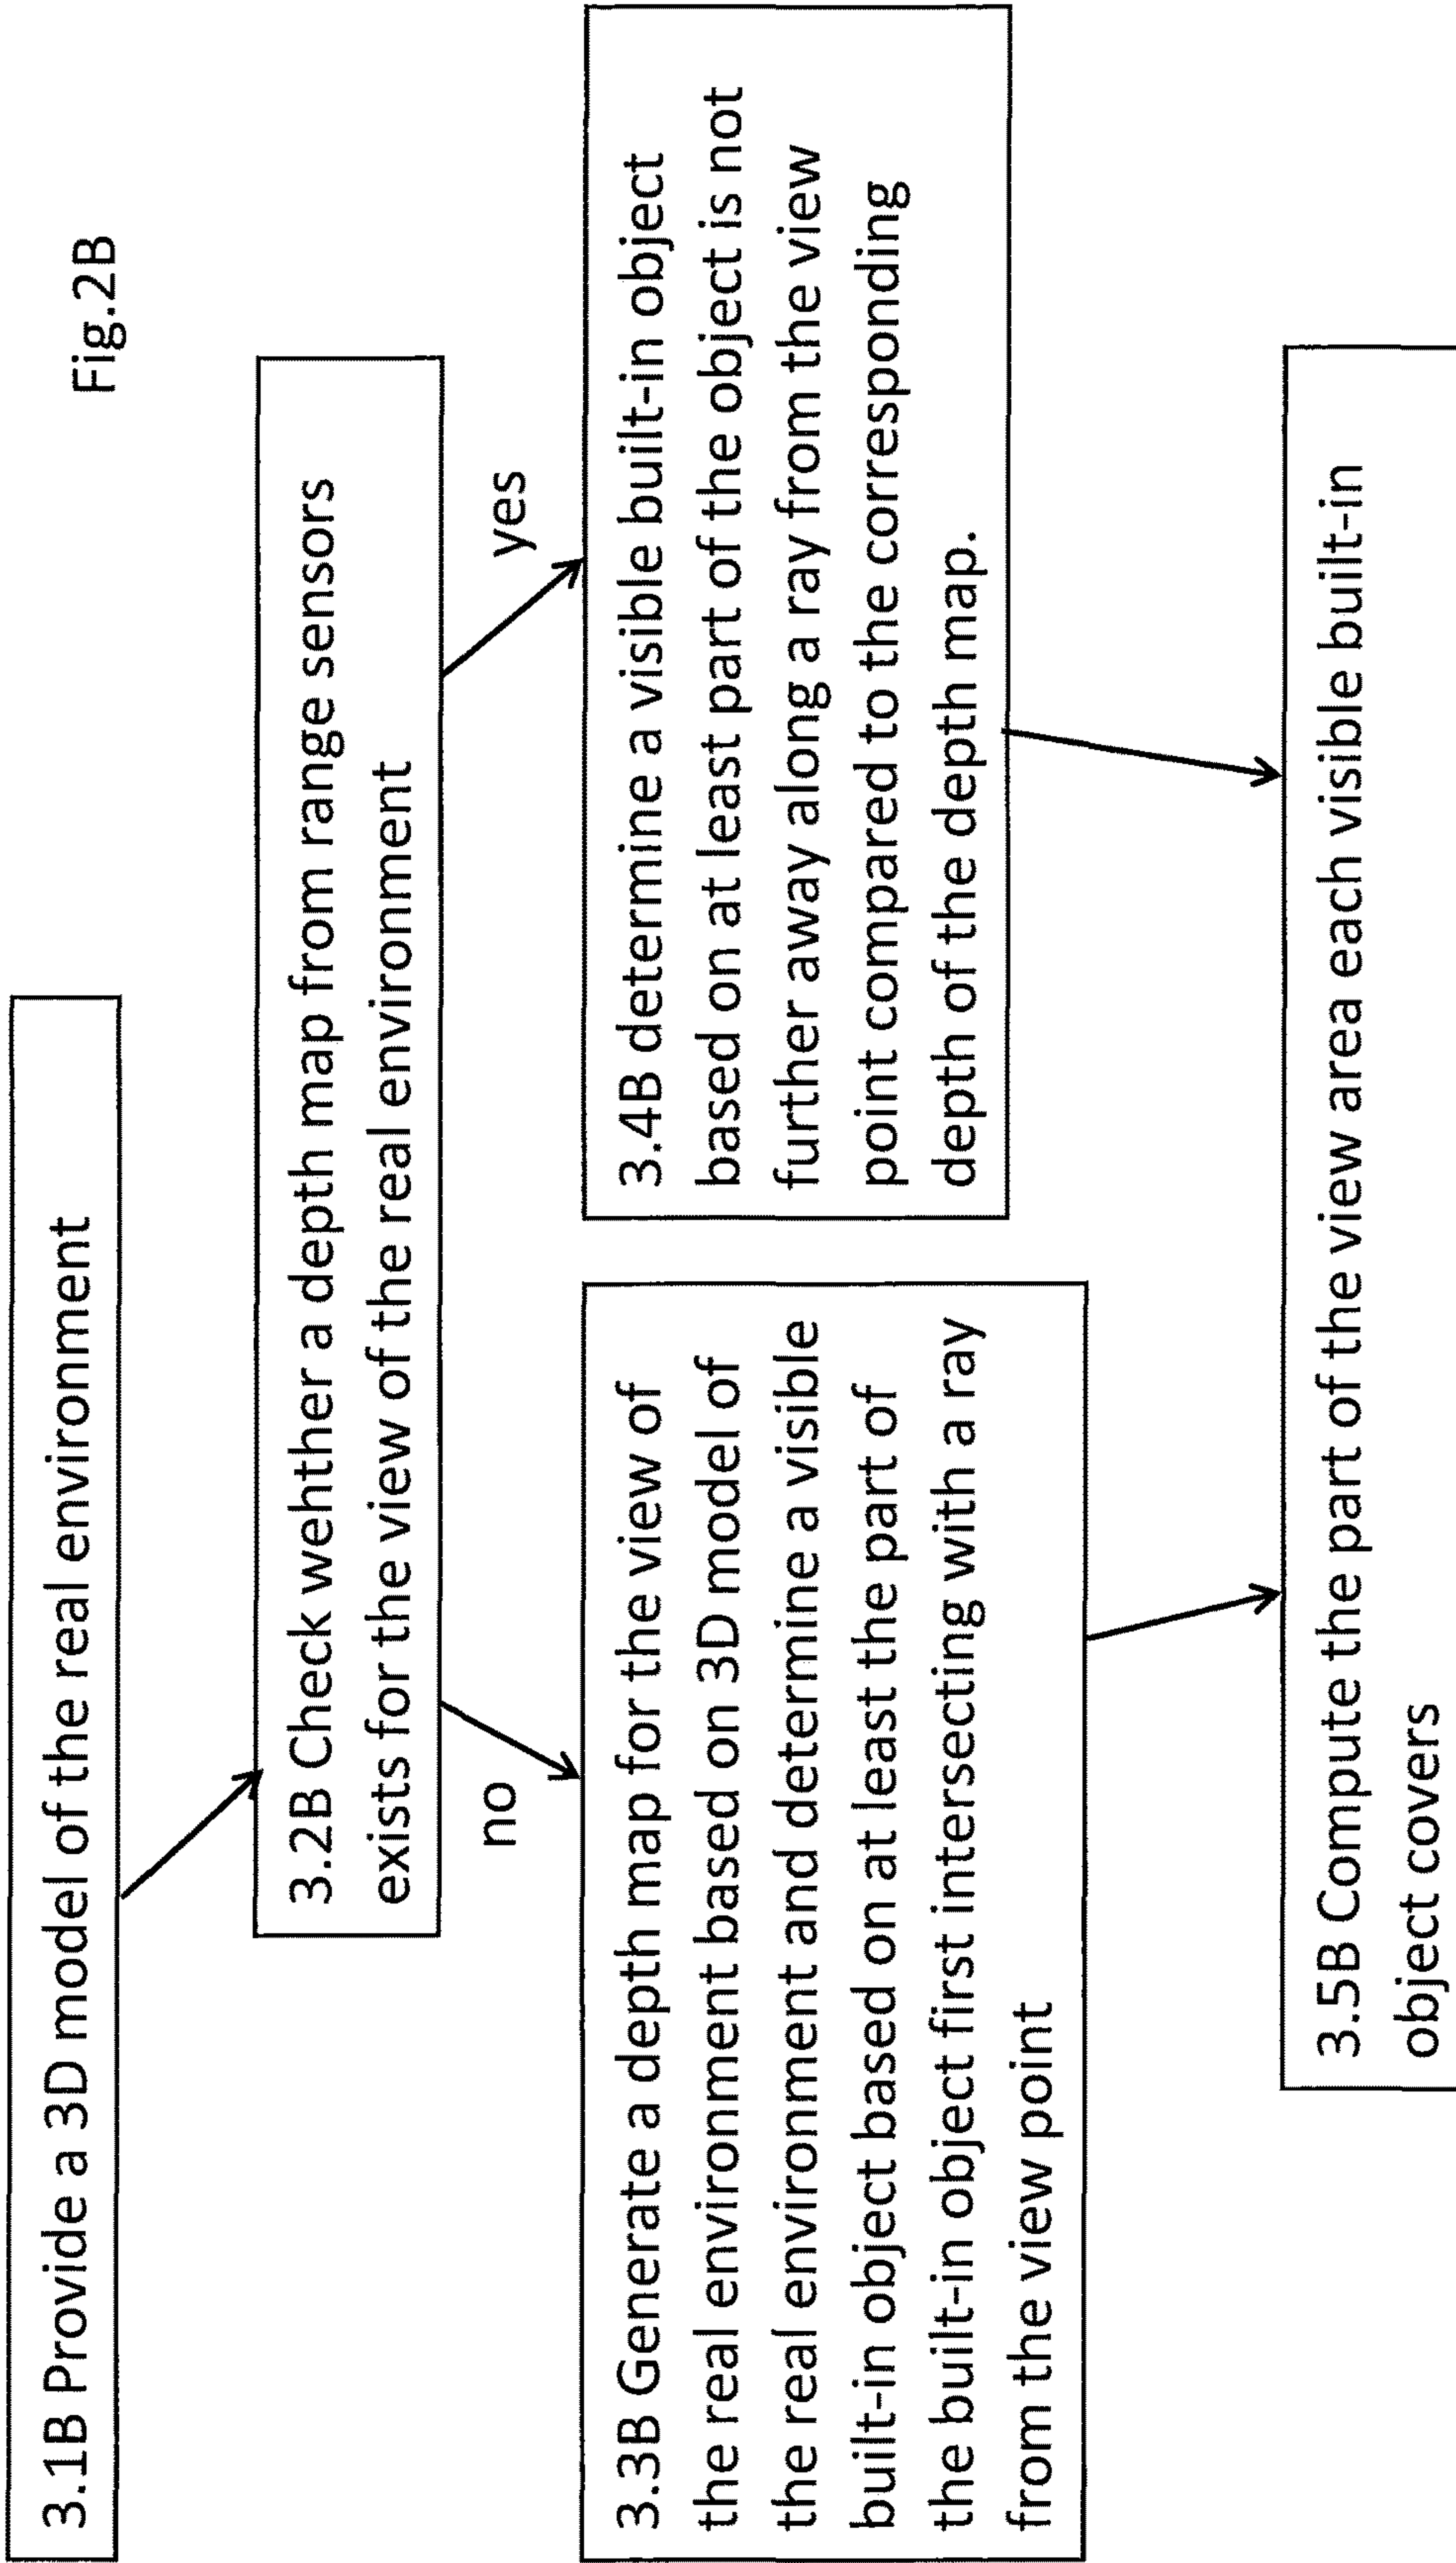 Fig.2B
3.1B Provide a 3D model of the real environment
3.2B Check wehther a depth map from range sensors
exists for the view of the real environment
no
yes
3.3B Generate a depth map for the view of
the real environment based on 3D model of
the real environment and determine a visible
built-in object based on at least the part of
the built-in object first intersecting with a ray
from the view point
3.4B determine a visible built-in object
based on at least part of the object is not
further away along a ray from the view
point compared to the corresponding
depth of the depth map.
3.5B Compute the part of the view area each visible built-in
object covers